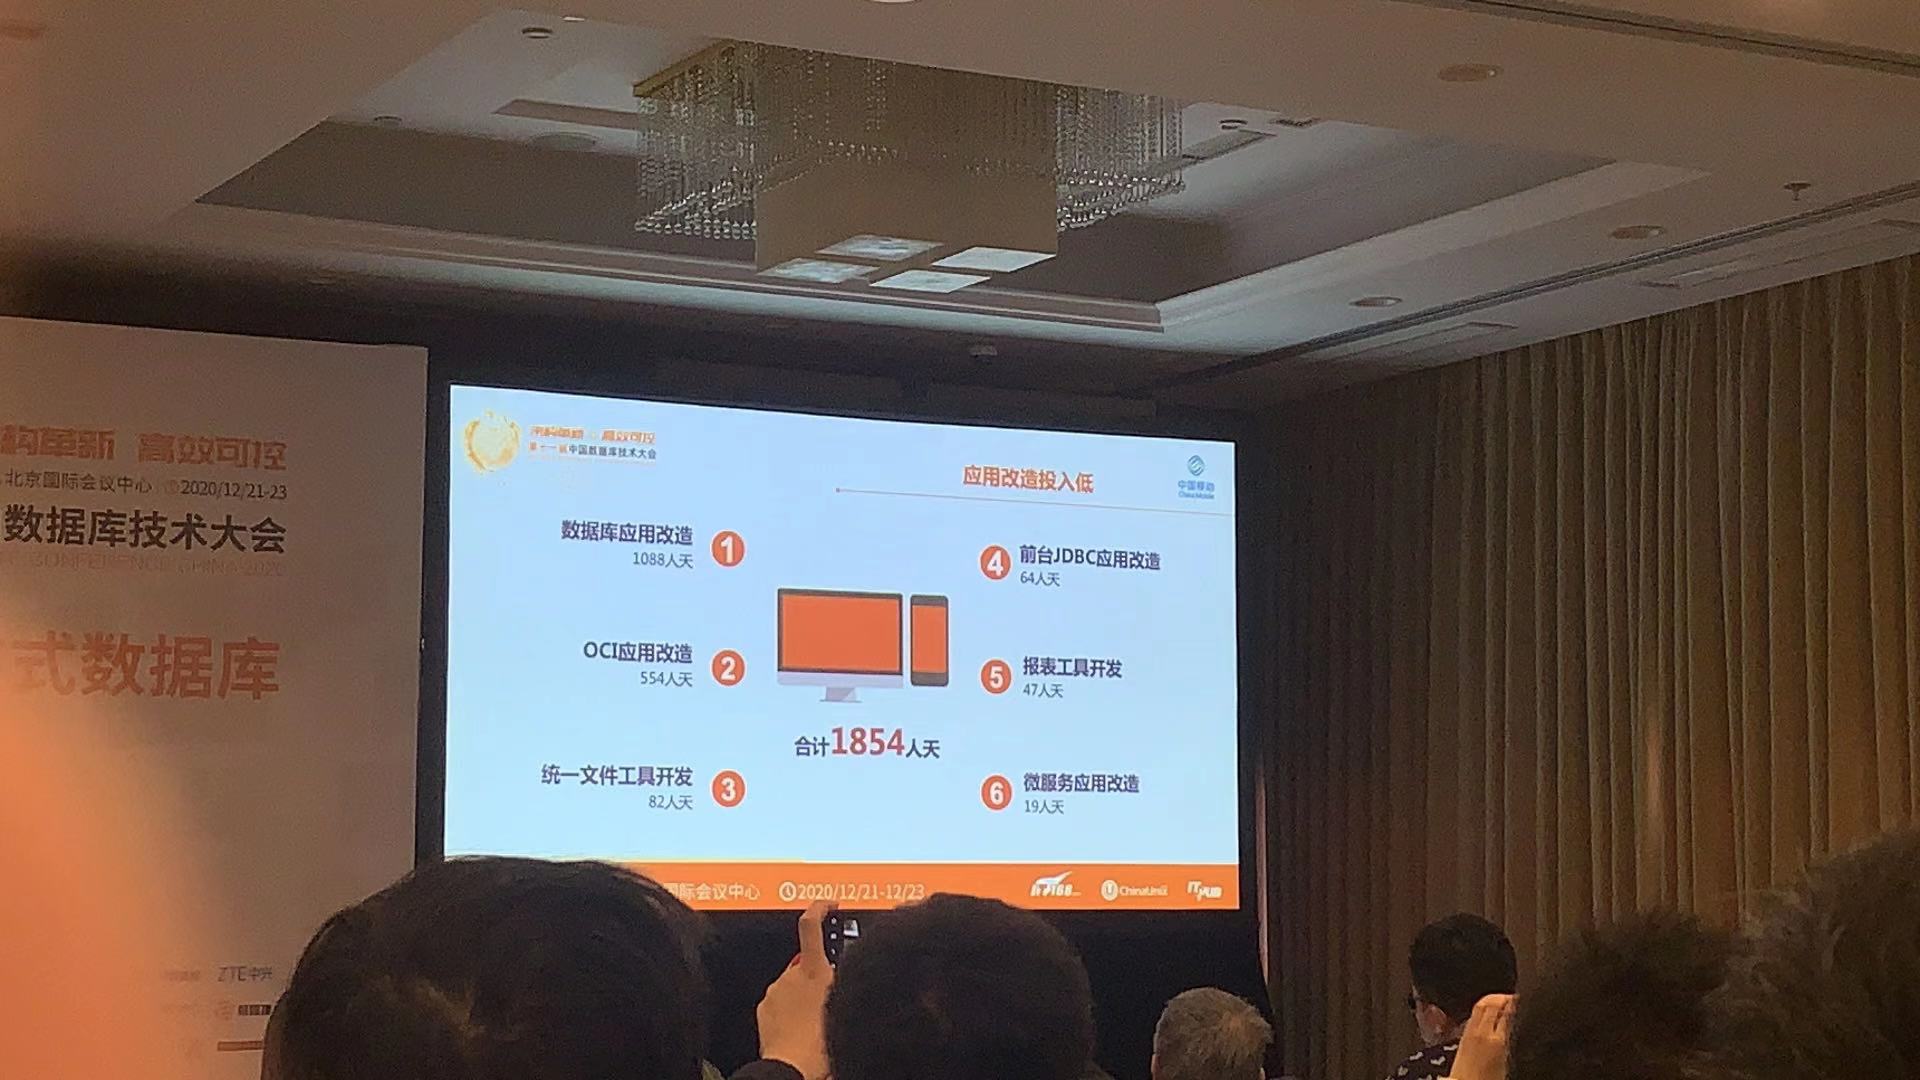 构革新 高效可控
北京国际会议中心 2020/12/21-23
数据库技术大会
式数据库
ZTE中兴
架构革新 高效可控
第十一届中国数据库技术大会
应用改造投入低
中国移动
China Mobile
数据库应用改造
1088人天
1
OCI应用改造
554人天
2
统一文件工具开发
82人天
3
合计1854人天
4
前台JDBC应用改造
64人天
5
报表工具开发
47人天
6
微服务应用改造
19人天
国际会议中心 2020/12/21-12/23
ChinaUnix